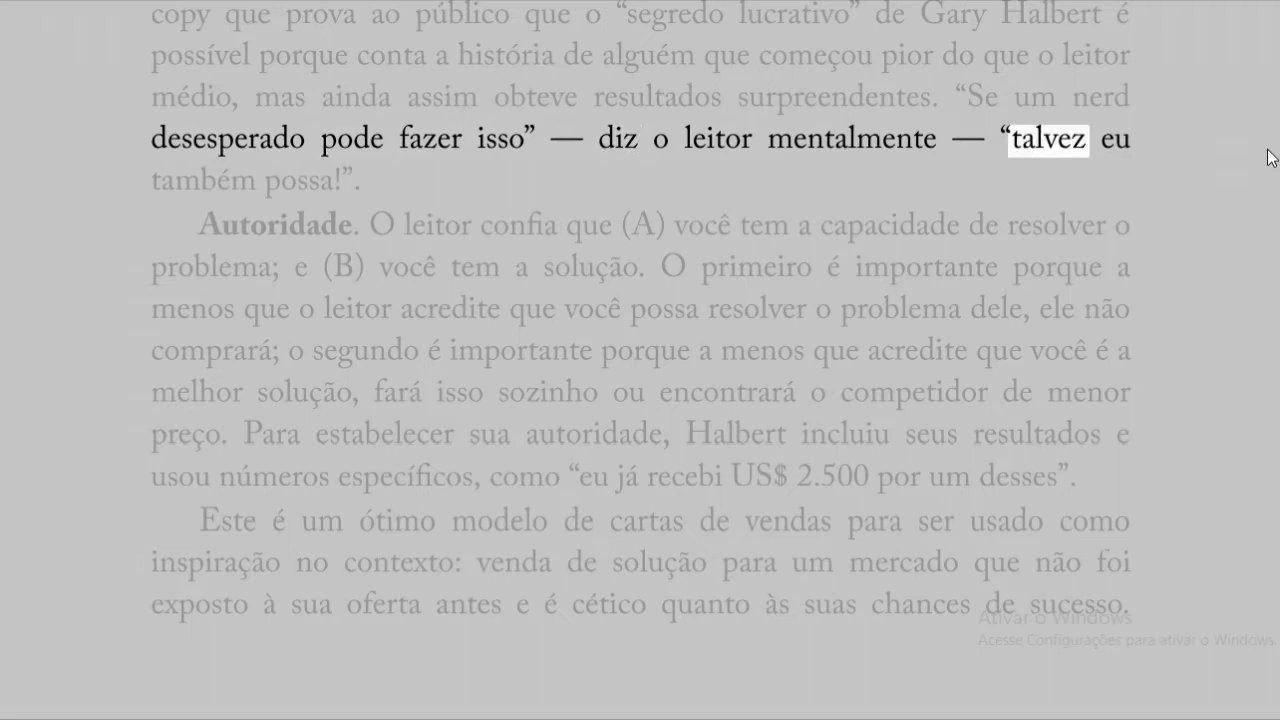 copy que prova ao público que o “segredo lucrativo” de Gary Halbert é
possível porque conta a história de alguém que começou pior do que o leitor
médio, mas ainda assim obteve resultados surpreendentes. “Se um nerd
desesperado pode fazer isso” — diz o leitor mentalmente — “talvez eu
também possa!”.
Autoridade. O leitor confia que (A) você tem a capacidade de resolver o
problema; e (B) você tem a solução. O primeiro é importante porque a
menos que o leitor acredite que você possa resolver o problema dele, ele não
comprará; o segundo é importante porque a menos que acredite que você é a
melhor solução, fará isso sozinho ou encontrará o competidor de menor
preço. Para estabelecer sua autoridade, Halbert incluiu seus resultados e
usou números específicos, como “eu já recebi US$ 2.500 por um desses”.
Este é um ótimo modelo de cartas de vendas para ser usado como
inspiração no contexto: venda de solução para um mercado que não foi
exposto à sua oferta antes e é cético quanto às suas chances de sucesso.
Ativar o Windows
Acesse Configurações para ativar o Windows.